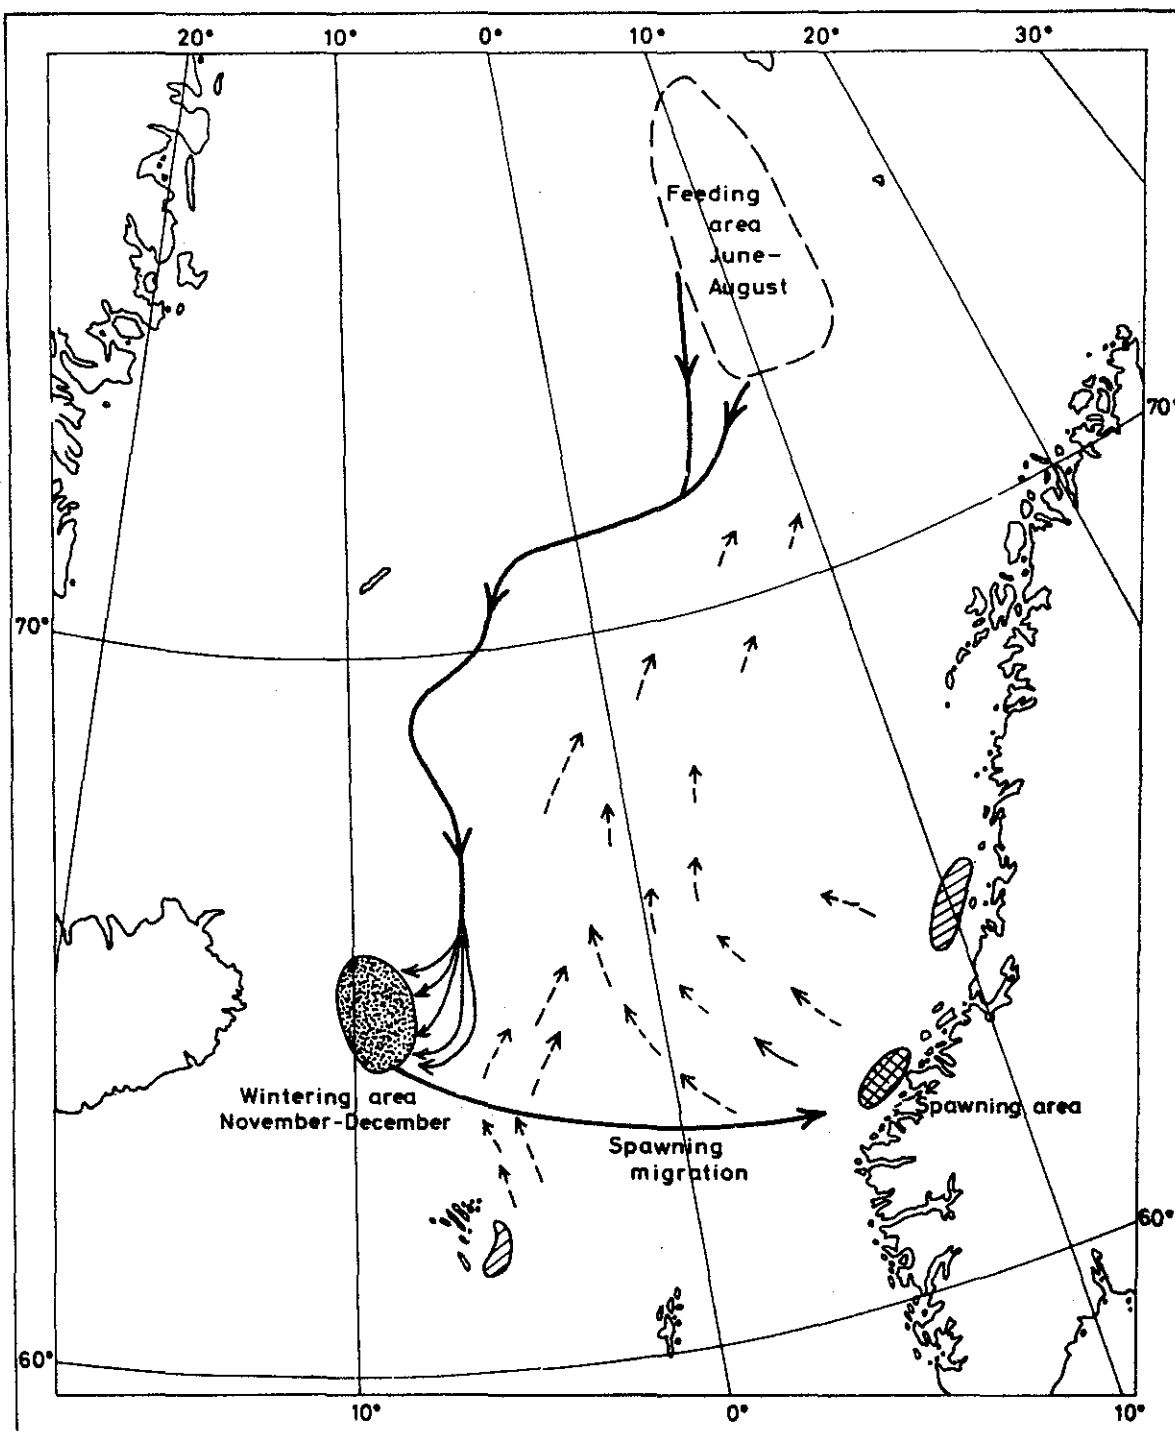 20° 10° 0° 10° 20° 30°
Feeding
area
June-
August
70°
70°
Wintering area
November-December
Spawning area
Spawning
migration
60°
60°
10° 0° 10°